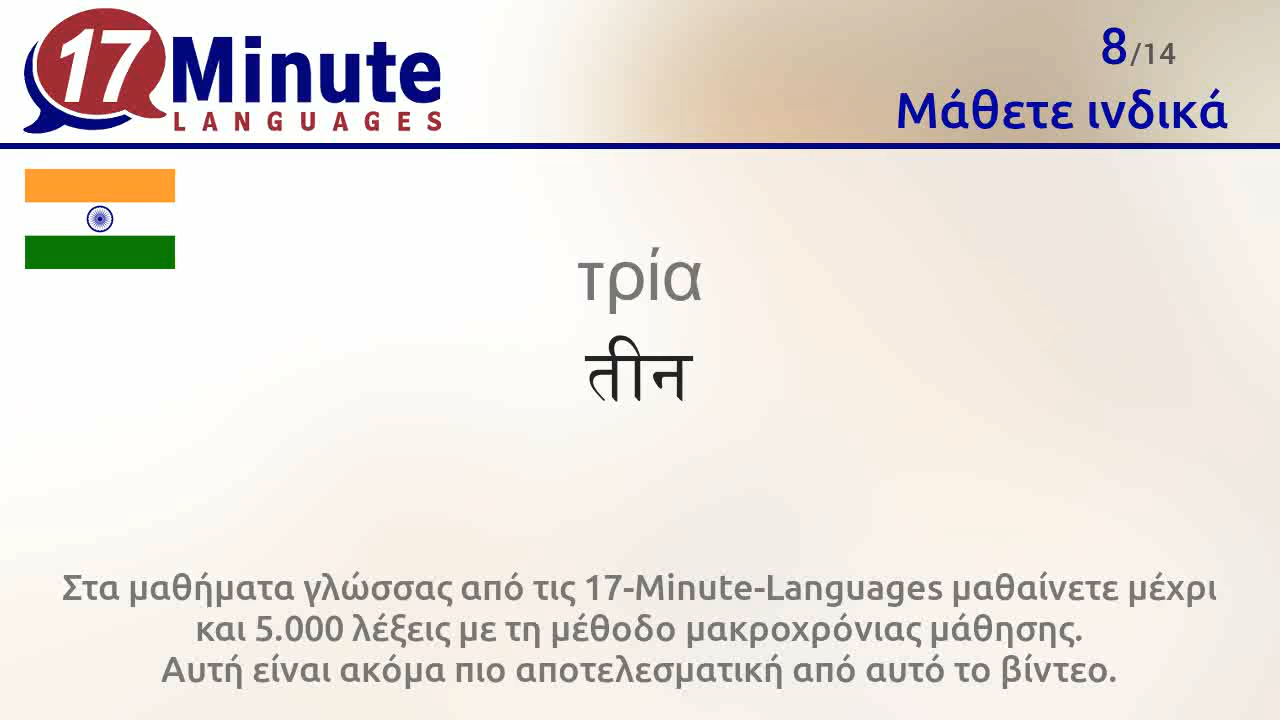 17 Minute
LANGUAGES
8/14
Μάθετε ινδικά
τρία
तीन
Στα μαθήματα γλώσσας από τις 17-Minute-Languages μαθαίνετε μέχρι
και 5.000 λέξεις με τη μέθοδο μακροχρόνιας μάθησης.
Αυτή είναι ακόμα πιο αποτελεσματική από αυτό το βίντεο.